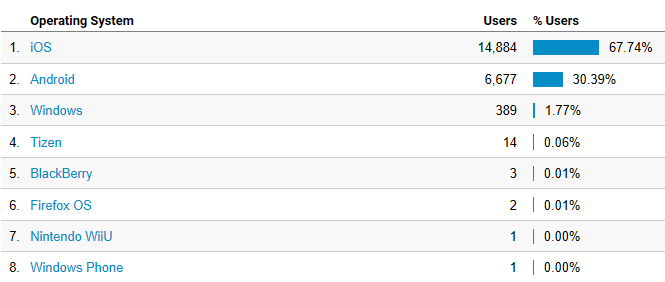 Operating System Users % Users
1. iOS 14,884 67.74%
2. Android 6,677 30.39%
3. Windows 389 1.77%
4. Tizen 14 0.06%
5. BlackBerry 3 0.01%
6. Firefox OS 2 0.01%
7. Nintendo WiiU 1 0.00%
8. Windows Phone 1 0.00%